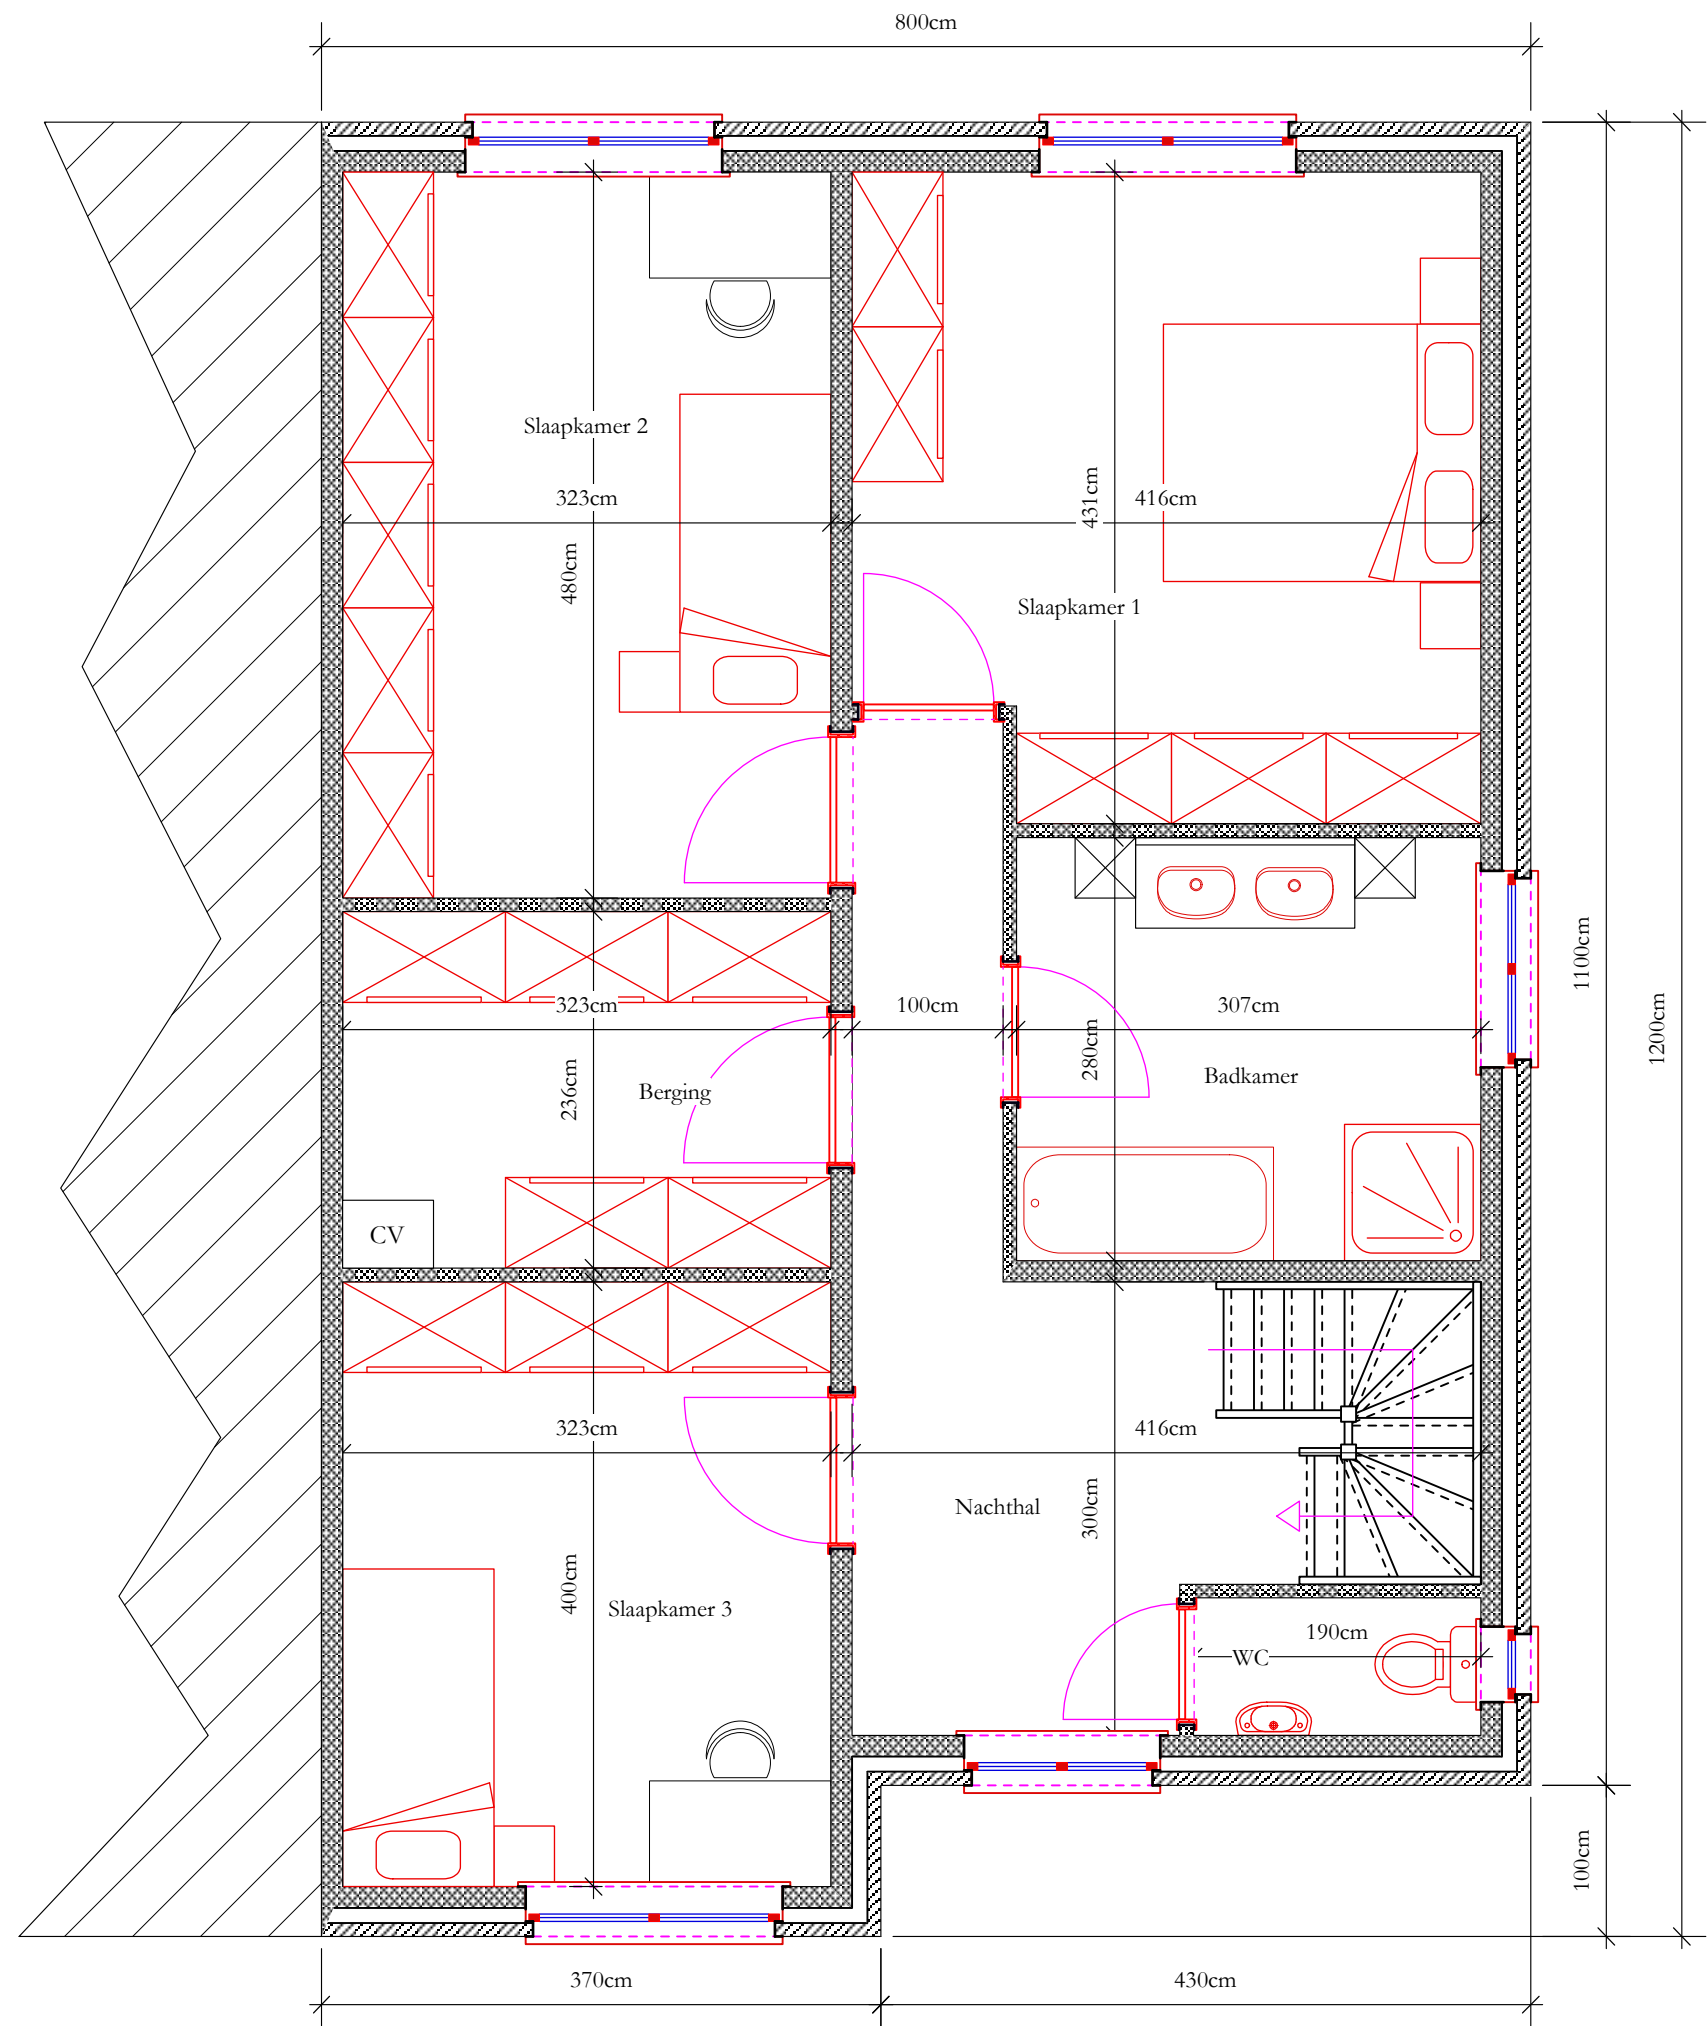 800cm
Slaapkamer 2
323cm
416cm
431cm
480cm
Slaapkamer 1
1100cm
1200cm
323cm
100cm
307cm
280cm
236cm
Berging
Badkamer
CV
323cm
416cm
Nachthal
300cm
400cm
Slaapkamer 3
190cm
WC
100cm
370cm
430cm